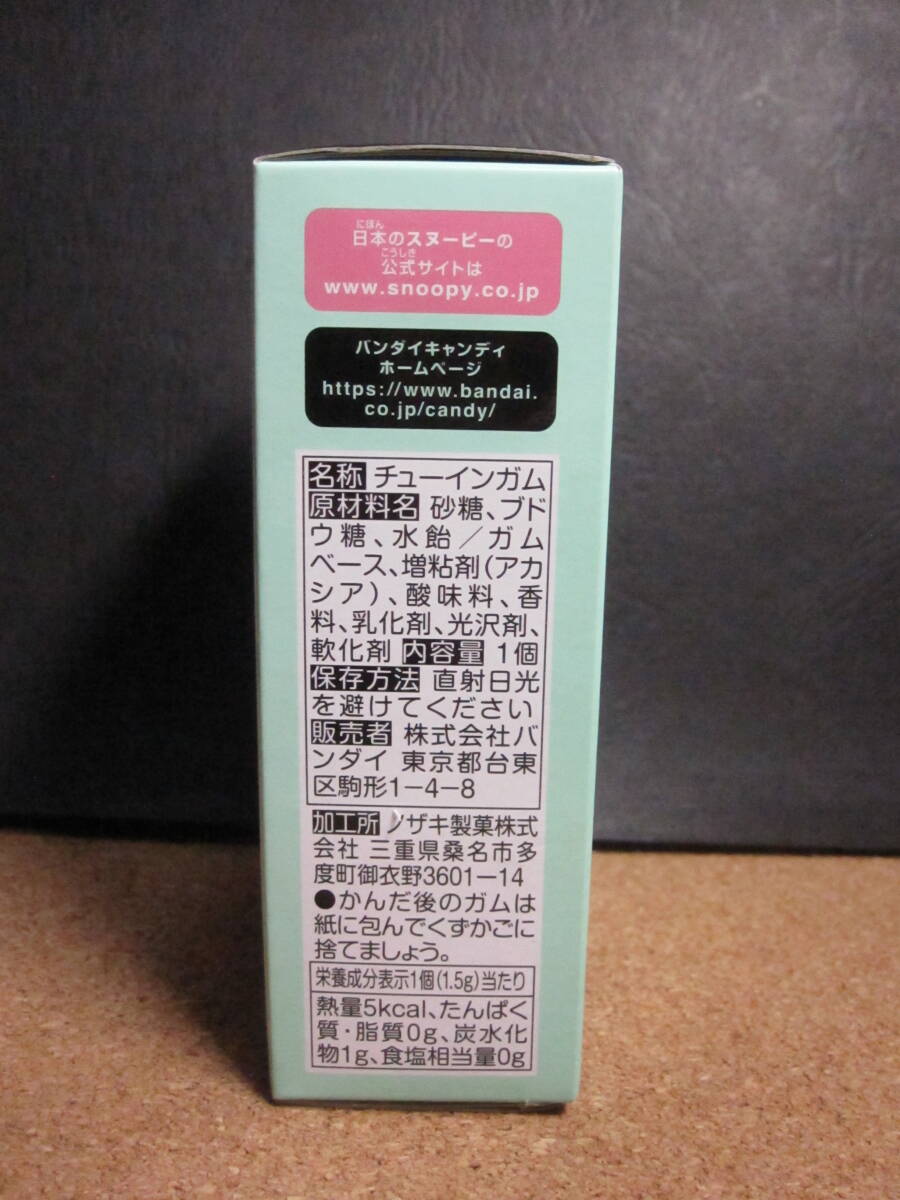 にほん
日本のスヌーピーの
こうしき
公式サイトは
www.snoopy.co.jp
バンダイキャンディ
ホームページ
https://www.bandai.
co.jp/candy/
名称 チューインガム
原材料名 砂糖、ブド
ウ糖、水飴／ガム
ベース、増粘剤(アカ
シア)、酸味料、香
料、乳化剤、光沢剤、
軟化剤 内容量 1個
保存方法 直射日光
を避けてください
販売者 株式会社バ
ンダイ 東京都台東
区駒形1-4-8
加工所 ノザキ製菓株式
会社 三重県桑名市多
度町御衣野3601-14
●かんだ後のガムは
紙に包んでくずかごに
捨てましょう。
栄養成分表示1個(1.5g)当たり
熱量5kcal、たんぱく
質・脂質0g、炭水化
物1g、食塩相当量0g